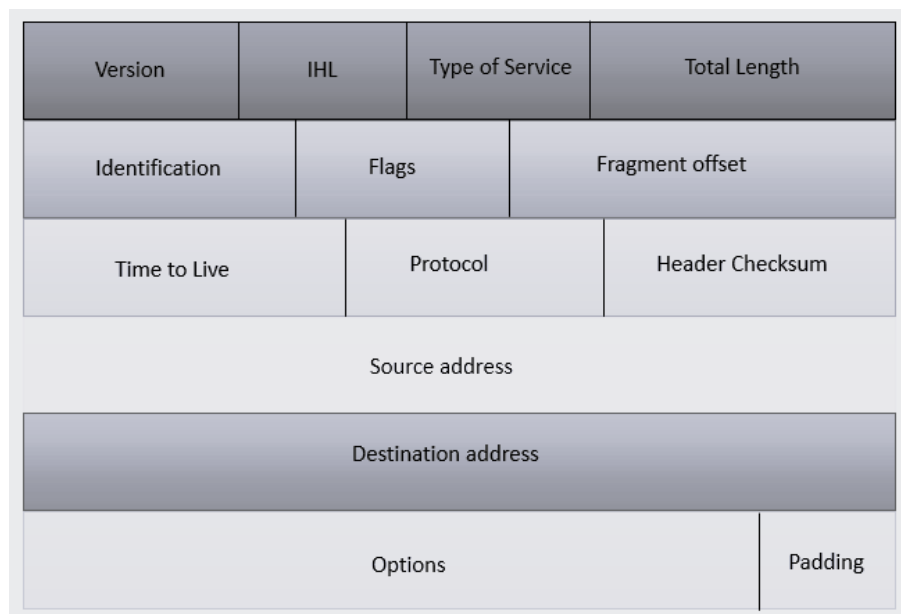 Version
IHL
Type of Service
Total Length
Identification
Flags
Fragment offset
Time to Live
Protocol
Header Checksum
Source address
Destination address
Options
Padding